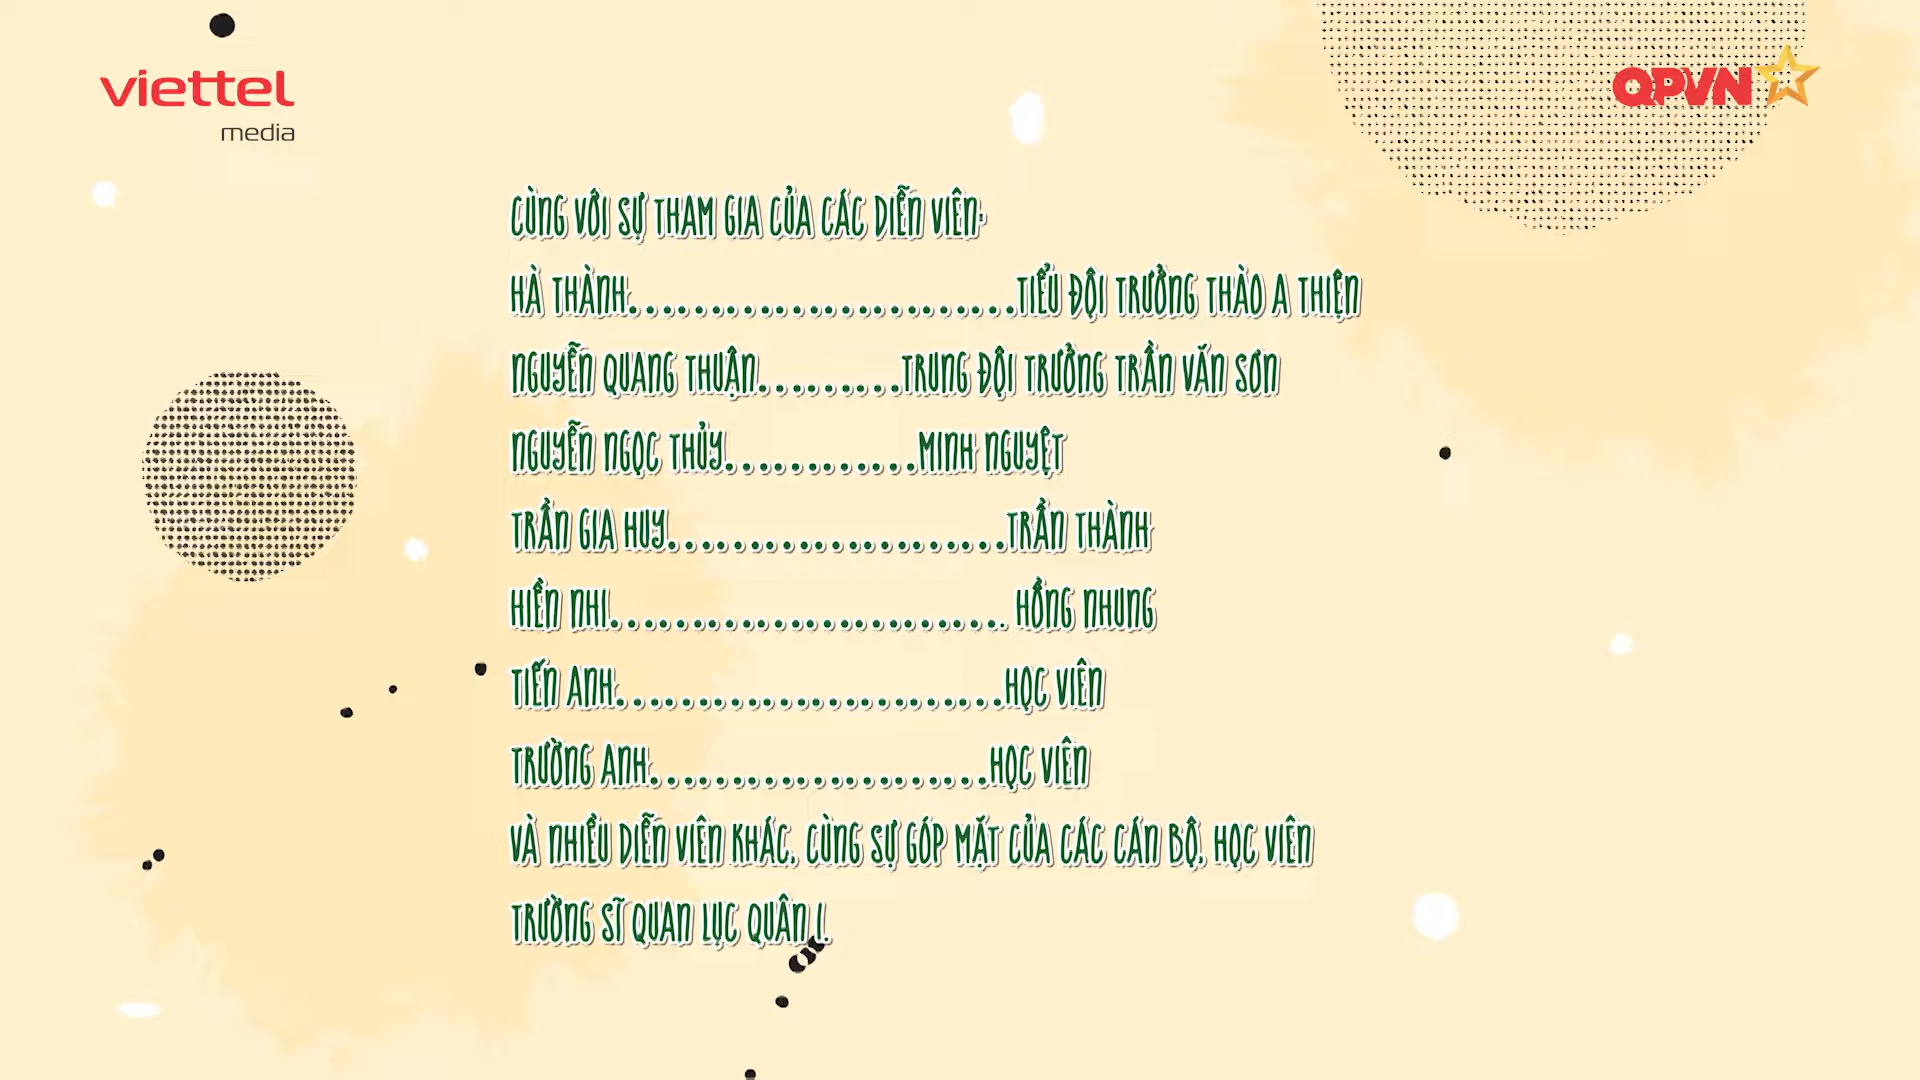 viettel
media
QPVN
CÙNG VỚI SỰ THAM GIA CỦA CÁC DIỄN VIÊN:
HÀ THÀNH........................TIỂU ĐỘI TRƯỞNG THÀO A THIỆN
NGUYỄN QUANG THUẬN.........TRUNG ĐỘI TRƯỞNG TRẦN VĂN SƠN
NGUYỄN NGỌC THỦY............MINH NGUYỆT
TRẦN GIA HUY.....................TRẦN THÀNH
HIỀN NHI......................... HỒNG NHUNG
TIẾN ANH........................HỌC VIÊN
TRƯỜNG ANH.....................HỌC VIÊN
VÀ NHIỀU DIỄN VIÊN KHÁC, CÙNG SỰ GÓP MẶT CỦA CÁC CÁN BỘ, HỌC VIÊN
TRƯỜNG SĨ QUAN LỤC QUÂN I.